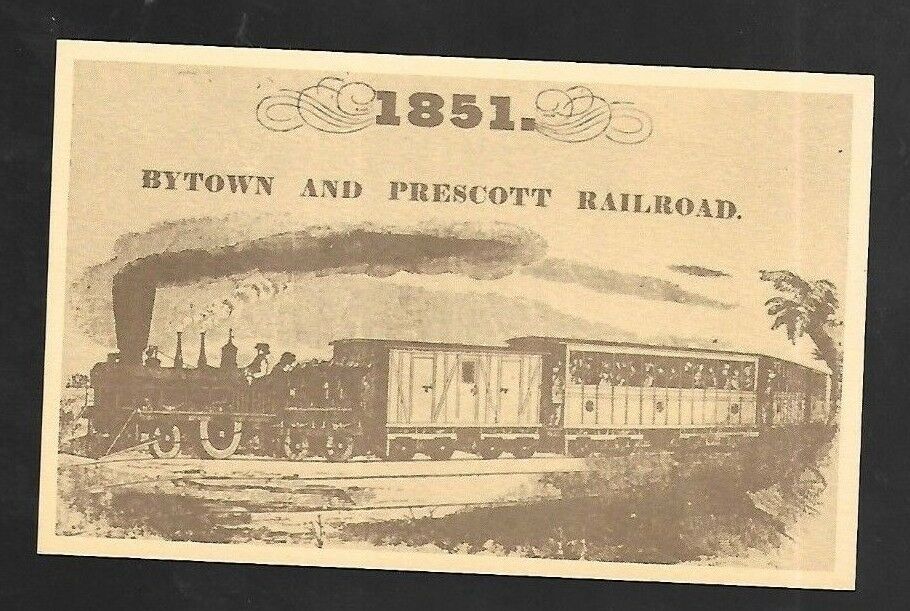 1851.
BYTOWN AND PRESCOTT RAILROAD.